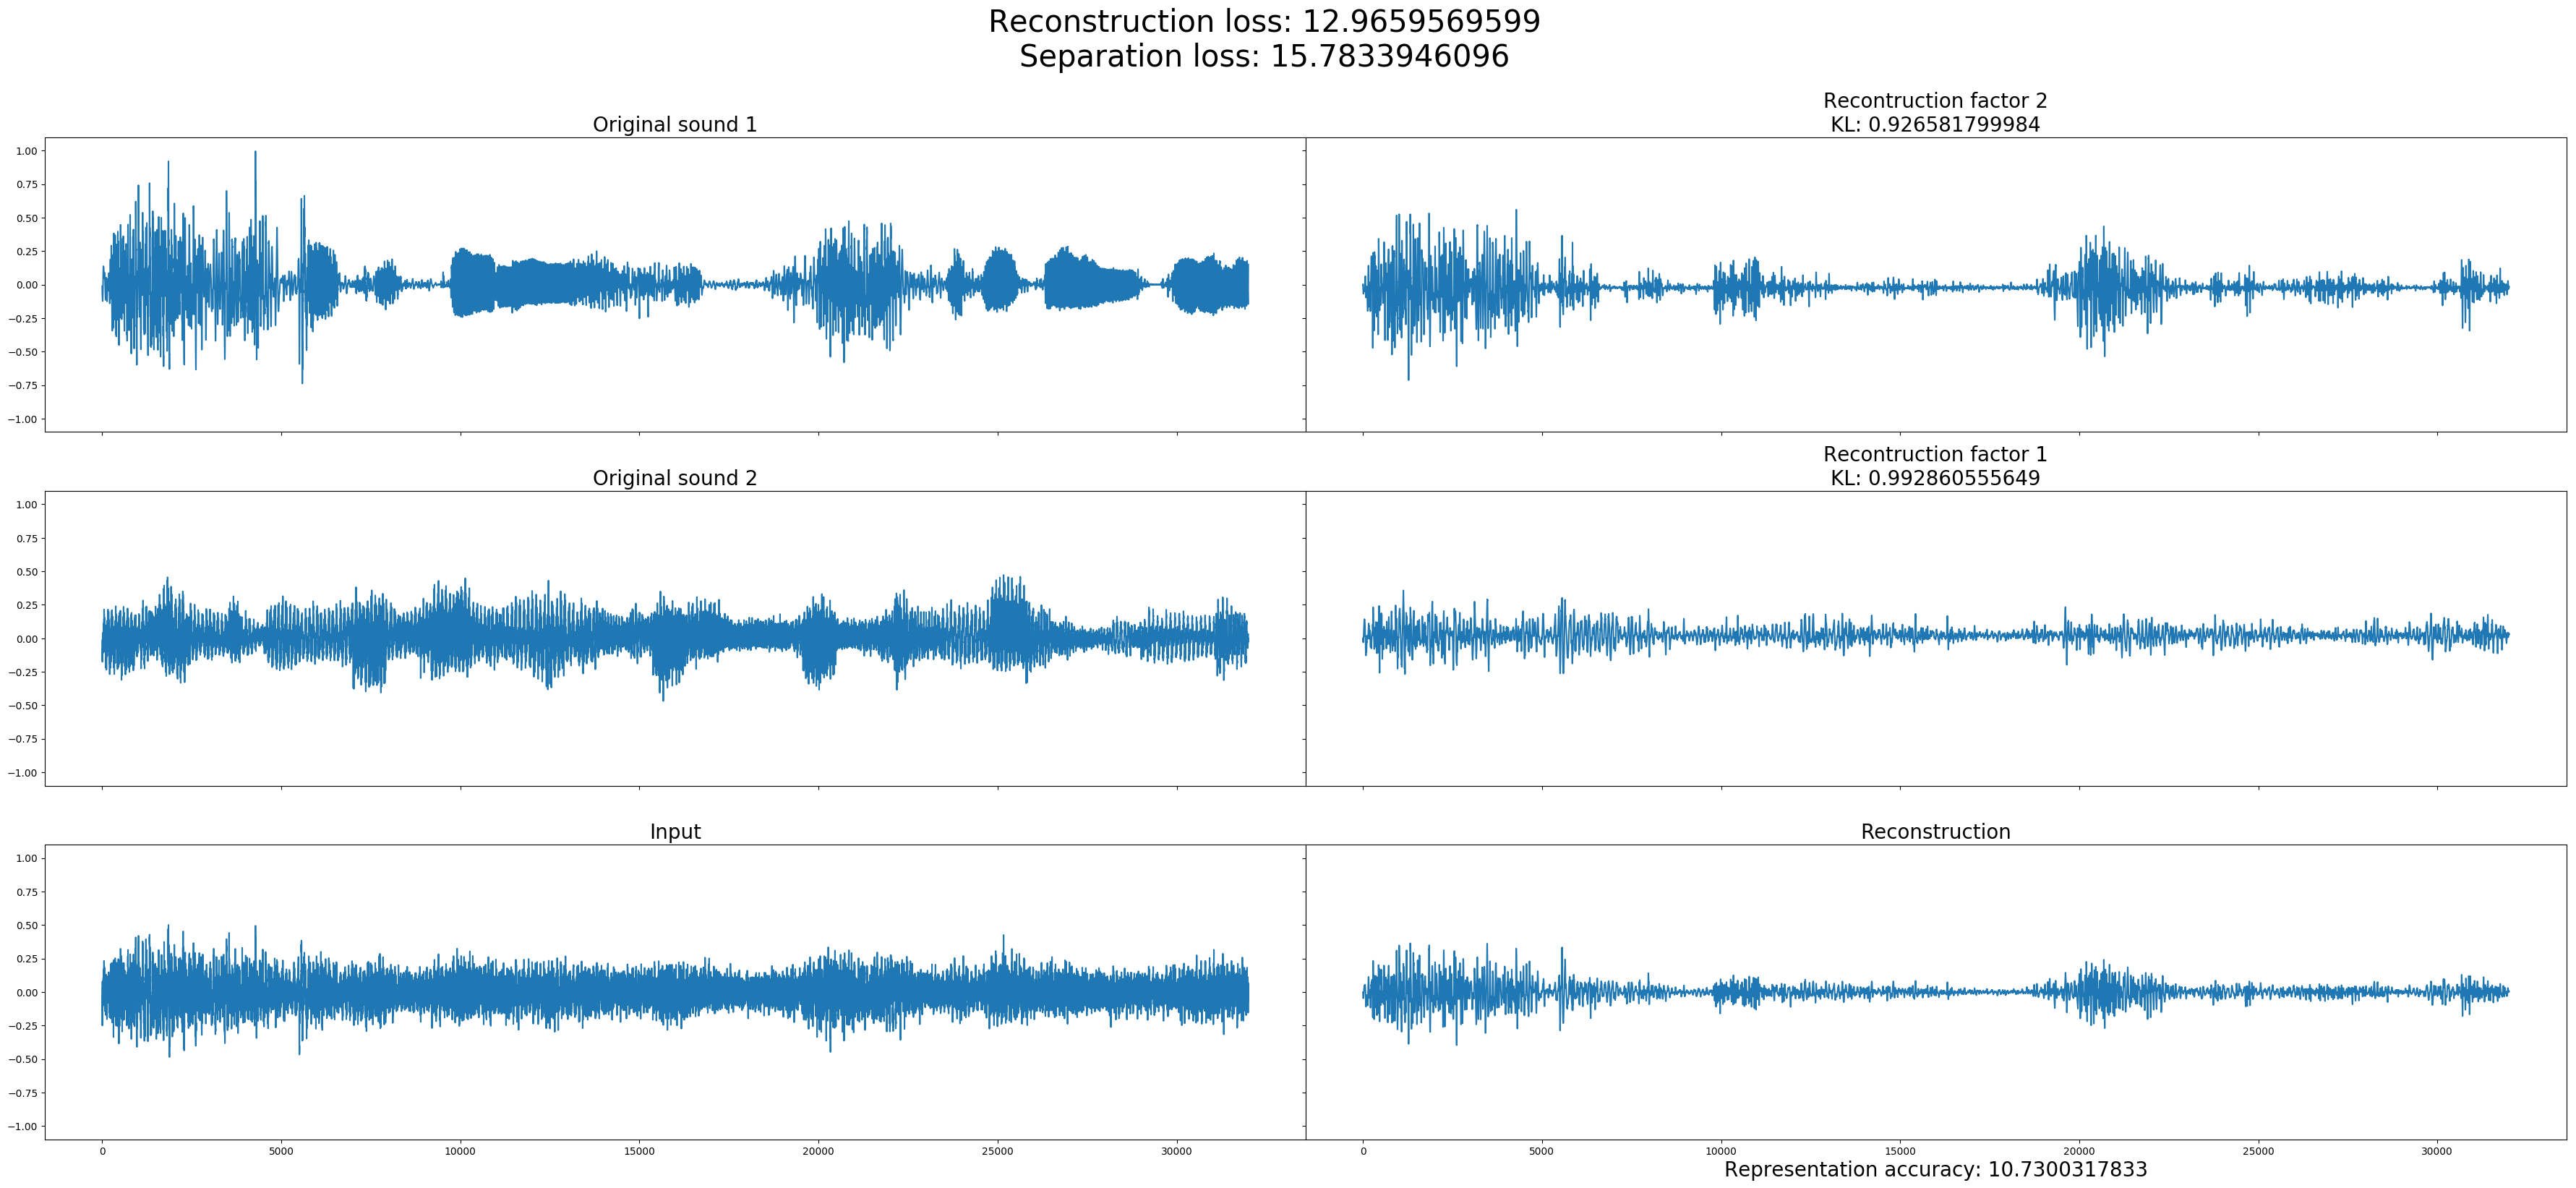 Reconstruction loss: 12.9659569599
Separation loss: 15.7833946096
Original sound 1
Recontruction factor 2
KL: 0.926581799984
1.00
0.75
0.50
0.25
0.00
−0.25
−0.50
−0.75
−1.00
Original sound 2
Recontruction factor 1
KL: 0.992860555649
1.00
0.75
0.50
0.25
0.00
−0.25
−0.50
−0.75
−1.00
Input
Reconstruction
1.00
0.75
0.50
0.25
0.00
−0.25
−0.50
−0.75
−1.00
0 5000 10000 15000 20000 25000 30000
0 5000 10000 15000 20000 25000 30000
Representation accuracy: 10.7300317833